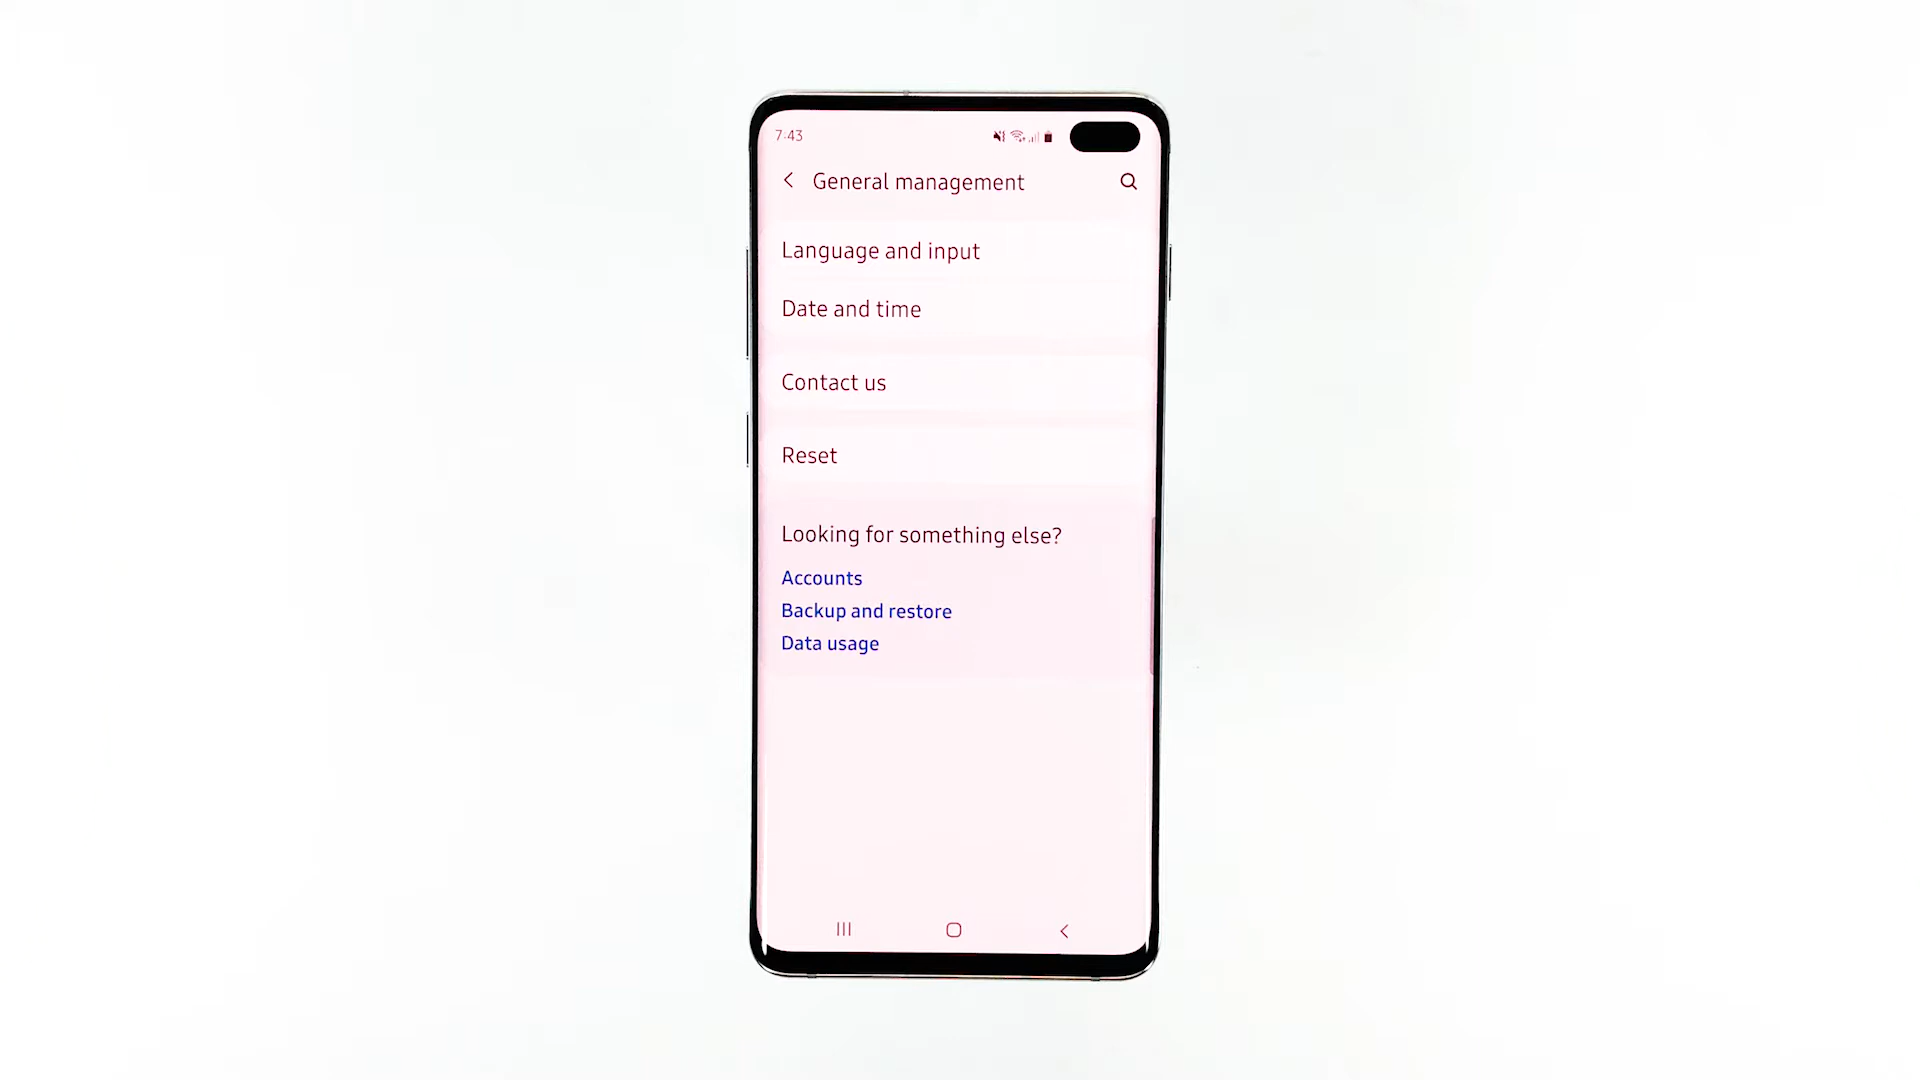 7:43
General management
Language and input
Date and time
Contact us
Reset
Looking for something else?
Accounts
Backup and restore
Data usage